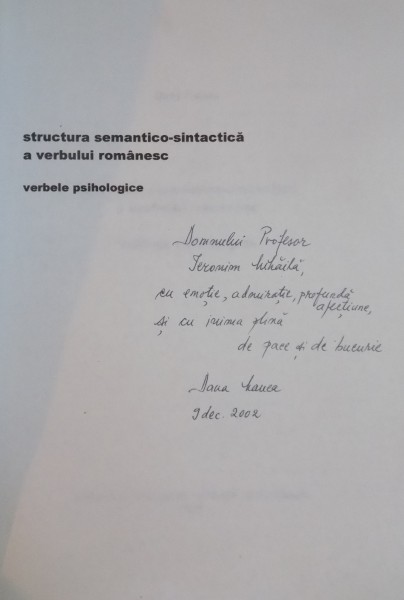 structura semantico-sintactică
a verbului românesc
verbele psihologice
Domnului Profesor
Ieronim Mihăilă,
cu emoție, admirație, profundă
afecțiune,
și cu inima plină
de pace și de bucurie
Dana Manea
9 dec. 2002